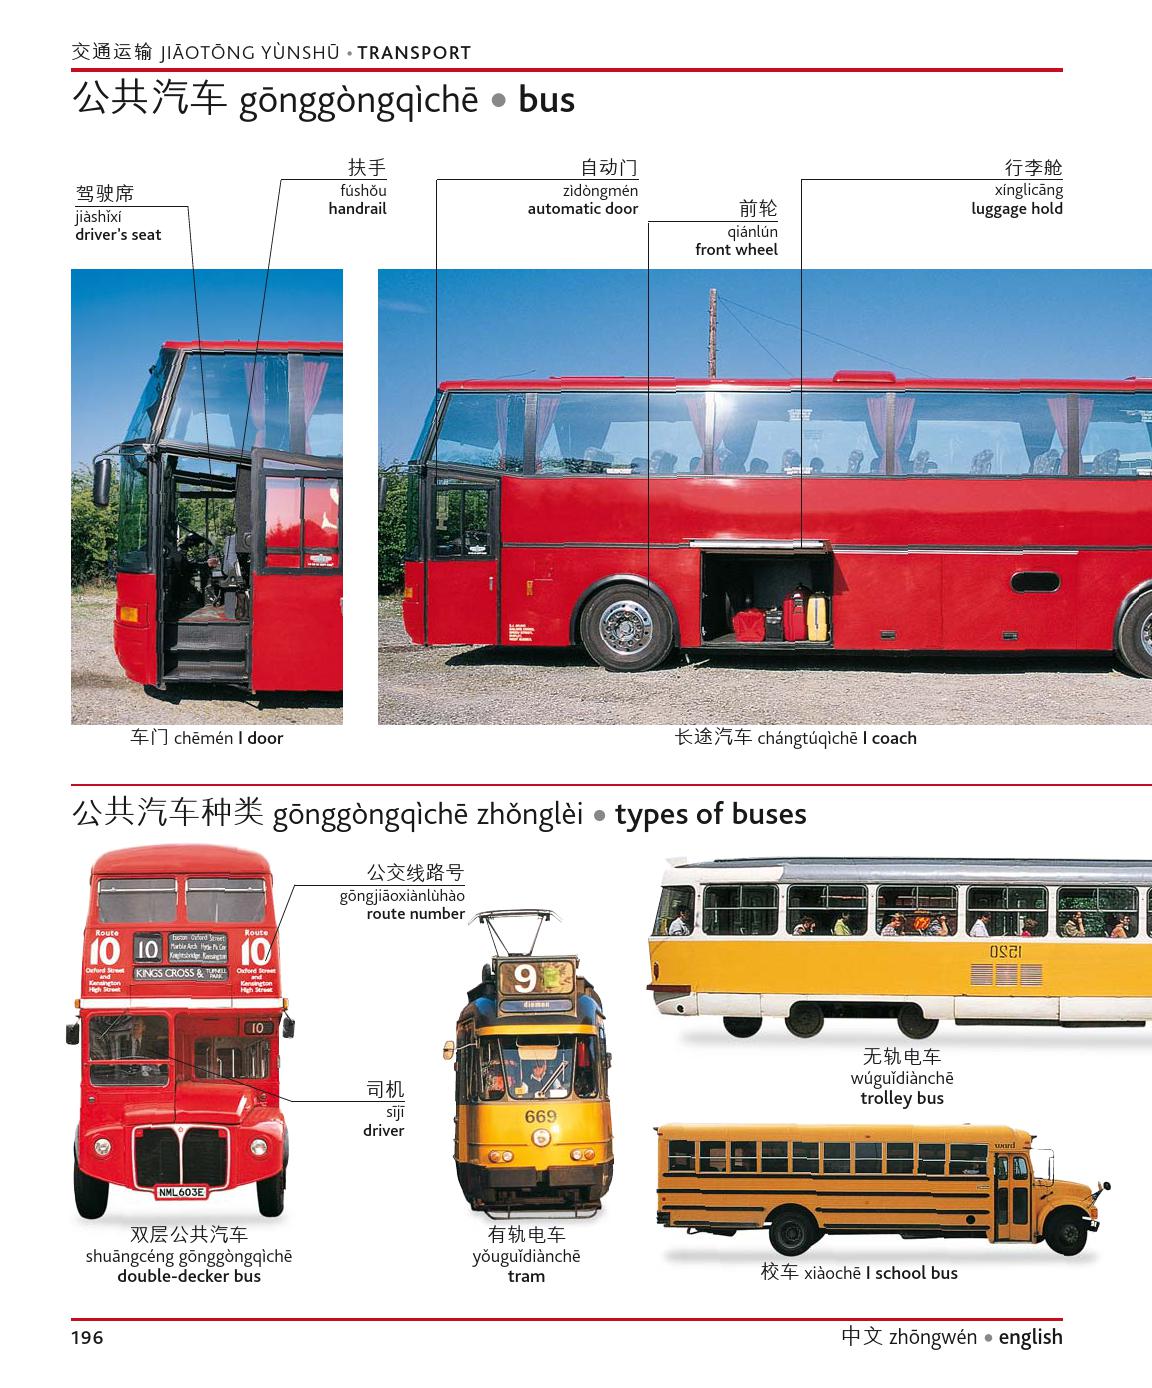 交通运输 JIĀOTŌNG YÙNSHŪ • TRANSPORT
公共汽车 gōnggòngqìchē • bus
驾驶席
jiàshǐxí
driver's seat
扶手
fúshǒu
handrail
自动门
zìdòngmén
automatic door
前轮
qiánlún
front wheel
行李舱
xínglicāng
luggage hold
车门 chēmén I door
长途汽车 chángtúqìchē I coach
公共汽车种类 gōnggòngqìchē zhǒnglèi • types of buses
公交线路号
gōngjiāoxiànlùhào
route number
Route
10
Oxford Street
and
Kensington
High Street
10
Euston Oxford Street
Marble Arch Hyde Pk Cnr
Knightsbridge Kensington
KINGS CROSS & TUFNELL PARK
Route
10
Oxford Street
and
Kensington
High Street
10
NML603E
司机
sījī
driver
双层公共汽车
shuāngcéng gōnggòngqìchē
double-decker bus
9
diemen
669
有轨电车
yǒuguǐdiànchē
tram
1520
无轨电车
wúguǐdiànchē
trolley bus
ward
校车 xiàochē I school bus
196
中文 zhōngwén • english